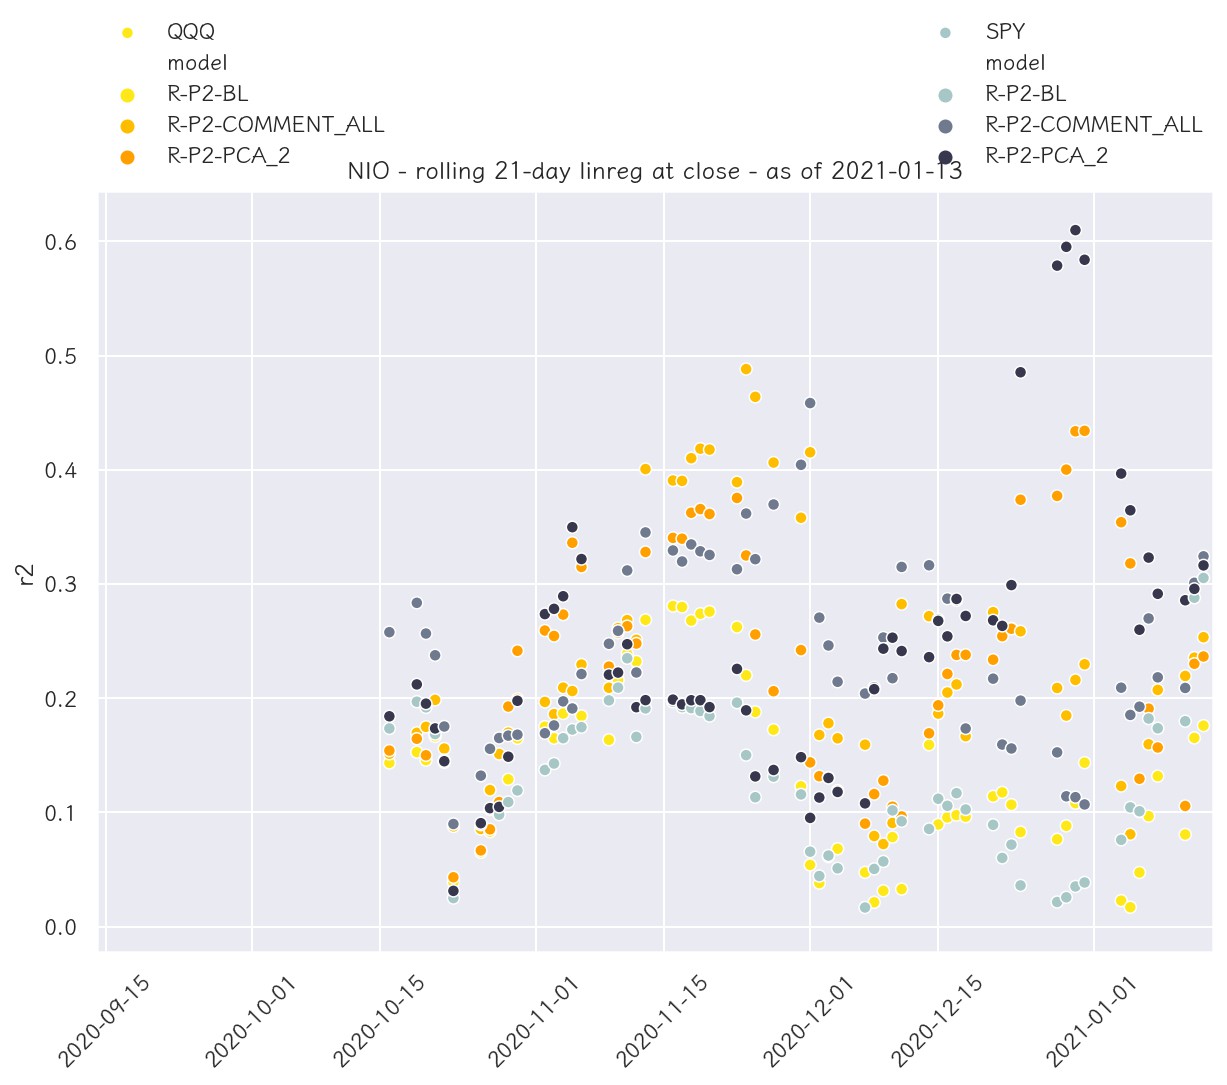 QQQ
model
R-P2-BL
R-P2-COMMENT_ALL
R-P2-PCA_2
SPY
model
R-P2-BL
R-P2-COMMENT_ALL
R-P2-PCA_2
NIO - rolling 21-day linreg at close - as of 2021-01-13
r2
0.6
0.5
0.4
0.3
0.2
0.1
0.0
2020-09-15
2020-10-01
2020-10-15
2020-11-01
2020-11-15
2020-12-01
2020-12-15
2021-01-01